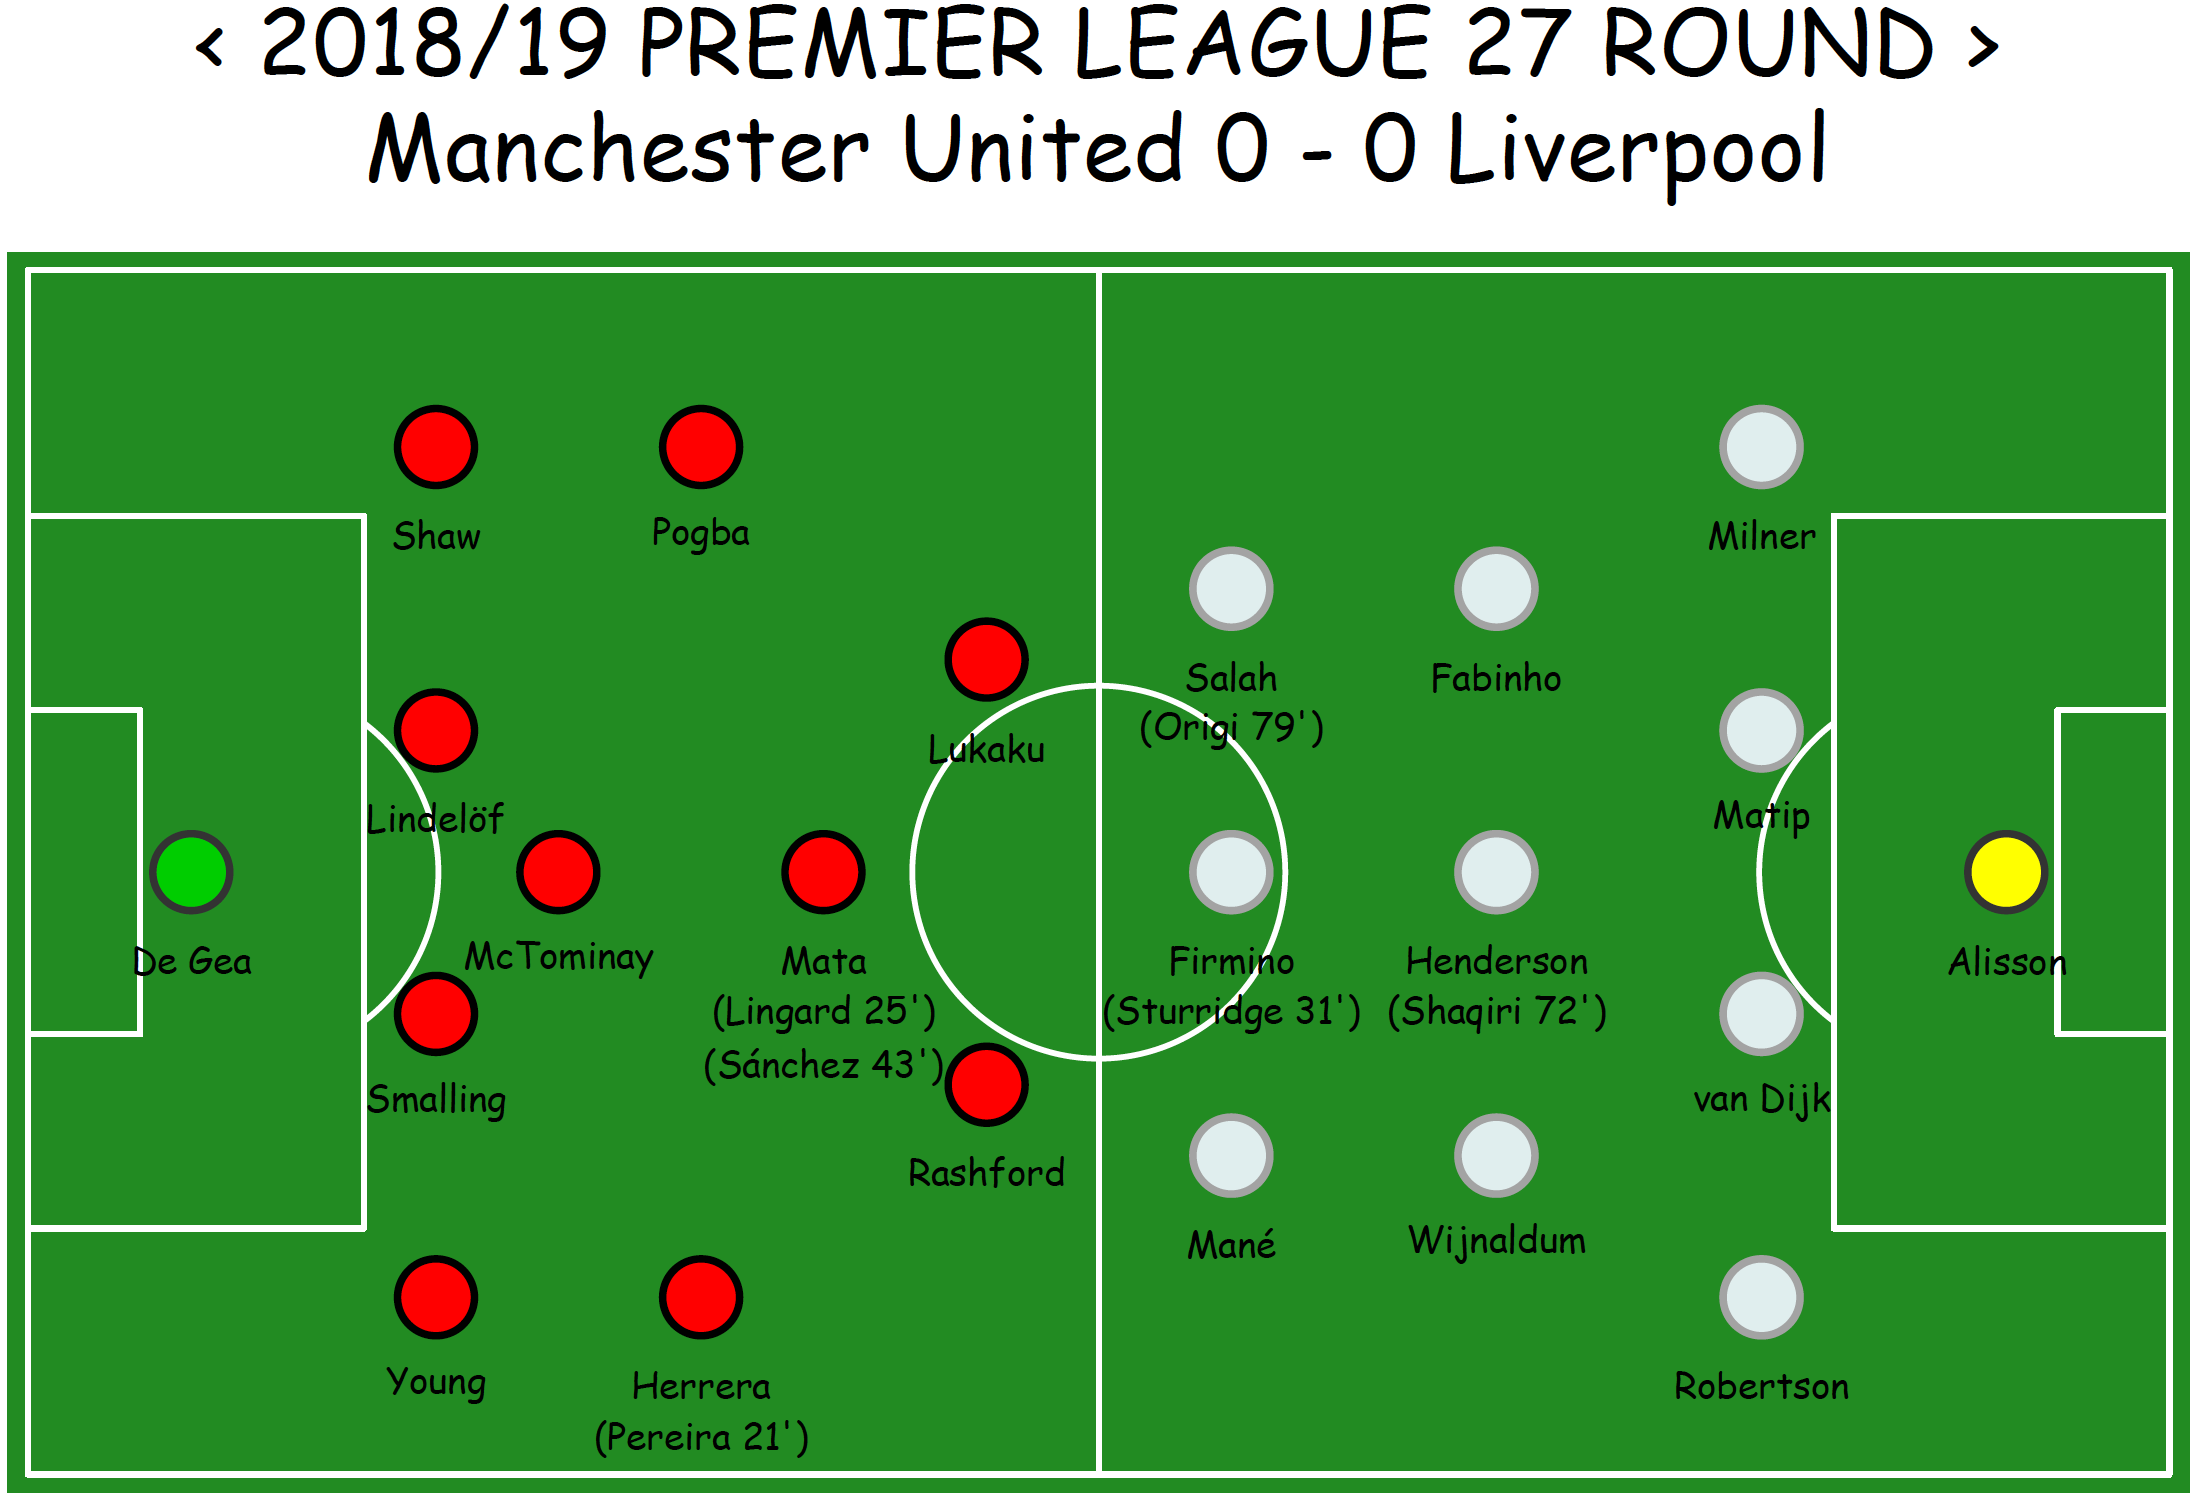 < 2018/19 PREMIER LEAGUE 27 ROUND >
Manchester United 0 - 0 Liverpool
Shaw
Pogba
Milner
Salah
(Origi 79')
Fabinho
Lukaku
Lindelöf
Matip
De Gea
McTominay
Mata
(Lingard 25')
(Sánchez 43')
Firmino
(Sturridge 31')
Henderson
(Shaqiri 72')
Alisson
Smalling
van Dijk
Rashford
Mané
Wijnaldum
Young
Herrera
(Pereira 21')
Robertson